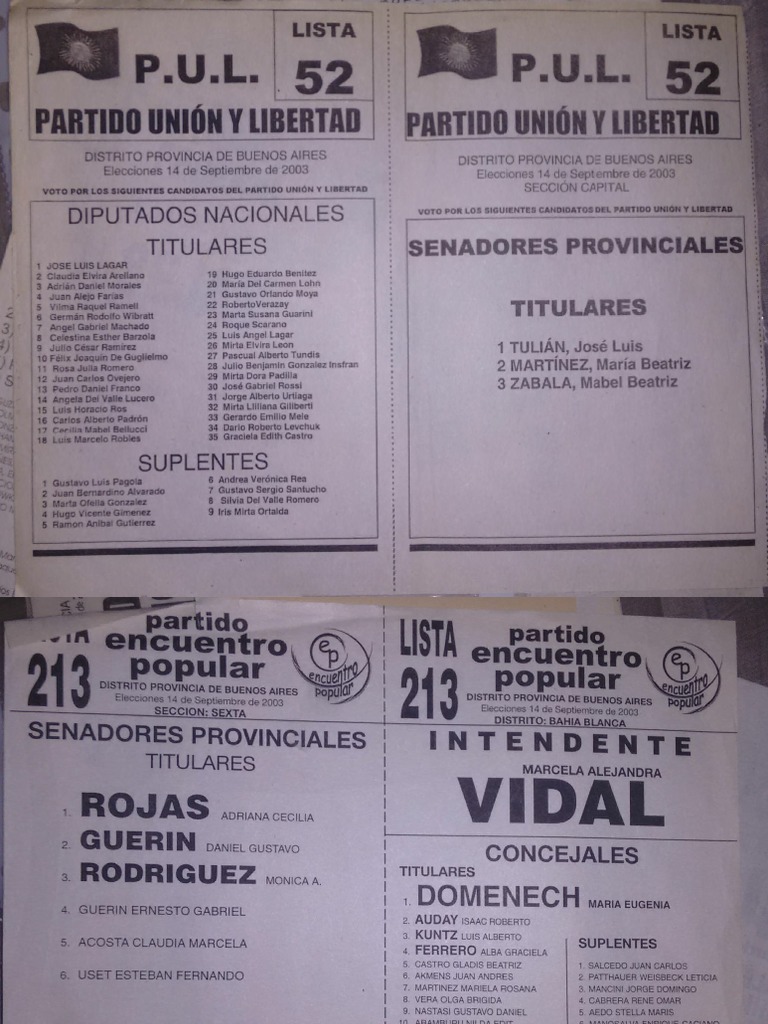 P.U.L.
LISTA
52
PARTIDO UNIÓN Y LIBERTAD
DISTRITO PROVINCIA DE BUENOS AIRES
Elecciones 14 de Septiembre de 2003
VOTO POR LOS SIGUIENTES CANDIDATOS DEL PARTIDO UNIÓN Y LIBERTAD
DIPUTADOS NACIONALES
TITULARES
1 JOSE LUIS LAGAR
2 Claudia Elvira Arellano
3 Adrián Daniel Morales
4 Juan Alejo Farías
5 Vilma Raquel Ramell
6 Germán Rodolfo Wibratt
7 Angel Gabriel Machado
8 Celestina Esther Barzola
9 Julio César Ramírez
10 Félix Joaquín De Guglielmo
11 Rosa Julia Romero
12 Juan Carlos Ovejero
13 Pedro Daniel Franco
14 Angela Del Valle Lucero
15 Luis Horacio Ros
16 Carlos Alberto Padrón
17 Cecilia Mabel Bellucci
18 Luis Marcelo Robles
19 Hugo Eduardo Benítez
20 María Del Carmen Lohn
21 Gustavo Orlando Moya
22 RobertoVerazay
23 Marta Susana Guarini
24 Roque Scarano
25 Luis Angel Lagar
26 Mirta Elvira Leon
27 Pascual Alberto Tundis
28 Julio Benjamín Gonzalez Insfran
29 Mirta Dora Padilla
30 José Gabriel Rossi
31 Jorge Alberto Urtiaga
32 Mirta Lliliana Giliberti
33 Gerardo Emilio Mele
34 Darío Roberto Levchuk
35 Graciela Edith Castro
SUPLENTES
1 Gustavo Luis Pagola
2 Juan Bernardino Alvarado
3 Marta Ofelia Gonzalez
4 Hugo Vicente Gimenez
5 Ramon Anibal Gutierrez
6 Andrea Verónica Rea
7 Gustavo Sergio Santucho
8 Silvia Del Valle Romero
9 Iris Mirta Ortalda
P.U.L.
LISTA
52
PARTIDO UNIÓN Y LIBERTAD
DISTRITO PROVINCIA DE BUENOS AIRES
Elecciones 14 de Septiembre de 2003
SECCIÓN CAPITAL
VOTO POR LOS SIGUIENTES CANDIDATOS DEL PARTIDO UNIÓN Y LIBERTAD
SENADORES PROVINCIALES
TITULARES
1 TULIÁN, José Luis
2 MARTÍNEZ, María Beatriz
3 ZABALA, Mabel Beatriz
LISTA
213
partido
encuentro
popular
ep
encuentro
popular
DISTRITO PROVINCIA DE BUENOS AIRES
Elecciones 14 de Septiembre de 2003
SECCION: SEXTA
SENADORES PROVINCIALES
TITULARES
1. ROJAS ADRIANA CECILIA
2. GUERIN DANIEL GUSTAVO
3. RODRIGUEZ MONICA A.
4. GUERIN ERNESTO GABRIEL
5. ACOSTA CLAUDIA MARCELA
6. USET ESTEBAN FERNANDO
LISTA
213
partido
encuentro
popular
ep
encuentro
popular
DISTRITO PROVINCIA DE BUENOS AIRES
Elecciones 14 de Septiembre de 2003
DISTRITO: BAHIA BLANCA
INTENDENTE
MARCELA ALEJANDRA
VIDAL
CONCEJALES
TITULARES
1. DOMENECH MARIA EUGENIA
2. AUDAY ISAAC ROBERTO
3. KUNTZ LUIS ALBERTO
4. FERRERO ALBA GRACIELA
5. CASTRO GLADIS BEATRIZ
6. AKMENS JUAN ANDRES
7. MARTINEZ MARIELA ROSANA
8. VERA OLGA BRIGIDA
9. NASTASI GUSTAVO DANIEL
10. ARAMBURU NILDA EDIT
SUPLENTES
1. SALCEDO JUAN CARLOS
2. PATTHAUER WEISBECK LETICIA
3. MANCINI JORGE DOMINGO
4. CABRERA RENE OMAR
5. AEDO STELLA MARIS
6. MANOSALVA ENRIQUE